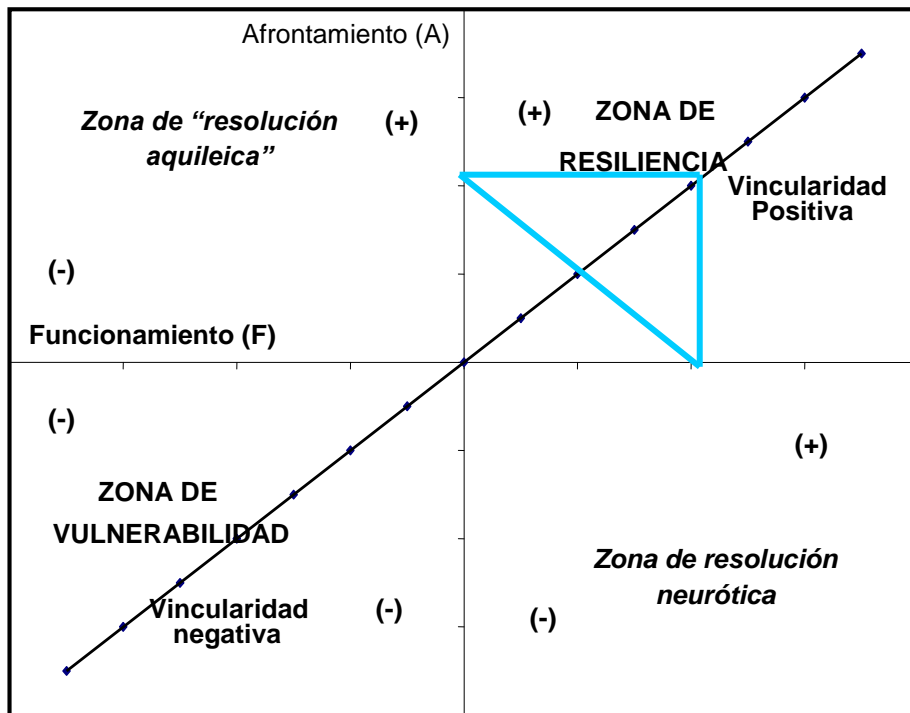 Afrontamiento (A)
Zona de “resolución
aquileica”
(+)
(+)
ZONA DE
RESILIENCIA
Vincularidad
Positiva
(-)
Funcionamiento (F)
(-)
(+)
ZONA DE
VULNERABILIDAD
Zona de resolución
neurótica
Vincularidad
negativa
(-)
(-)